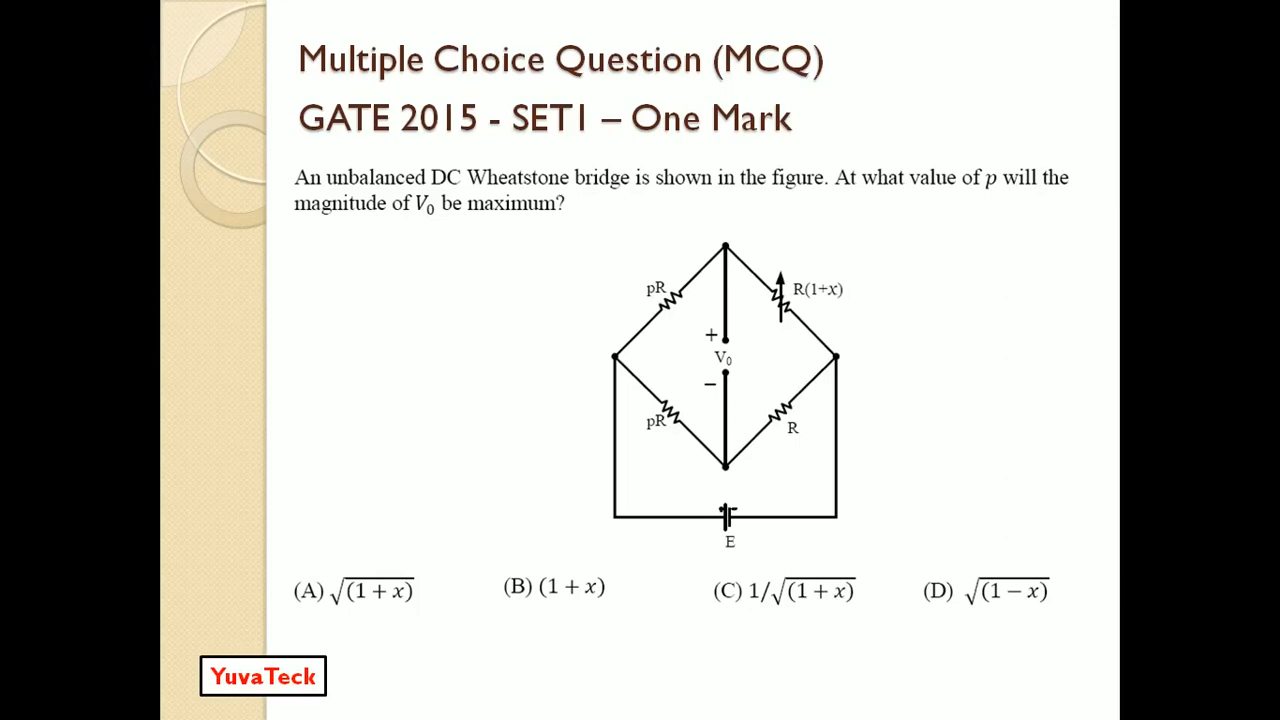 Multiple Choice Question (MCQ)
GATE 2015 - SET1 – One Mark
An unbalanced DC Wheatstone bridge is shown in the figure. At what value of p will the
magnitude of V₀ be maximum?
pR
R(1+x)
+
V₀
−
pR
R
+ −
E
(A) √(1 + x) (B) (1 + x) (C) 1/√(1 + x) (D) √(1 − x)
YuvaTeck